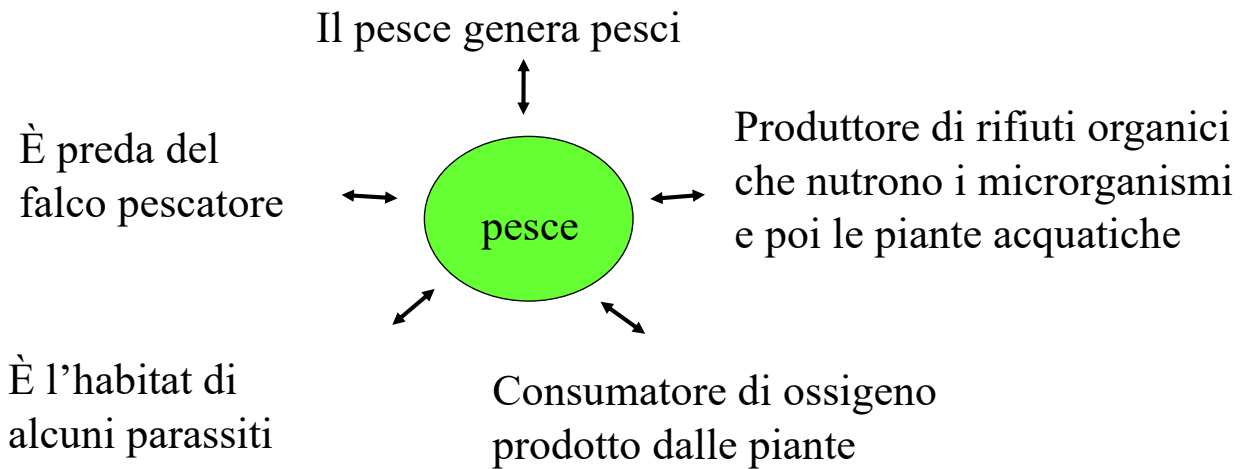 Il pesce genera pesci
È preda del
falco pescatore
pesce
Produttore di rifiuti organici
che nutrono i microrganismi
e poi le piante acquatiche
È l’habitat di
alcuni parassiti
Consumatore di ossigeno
prodotto dalle piante